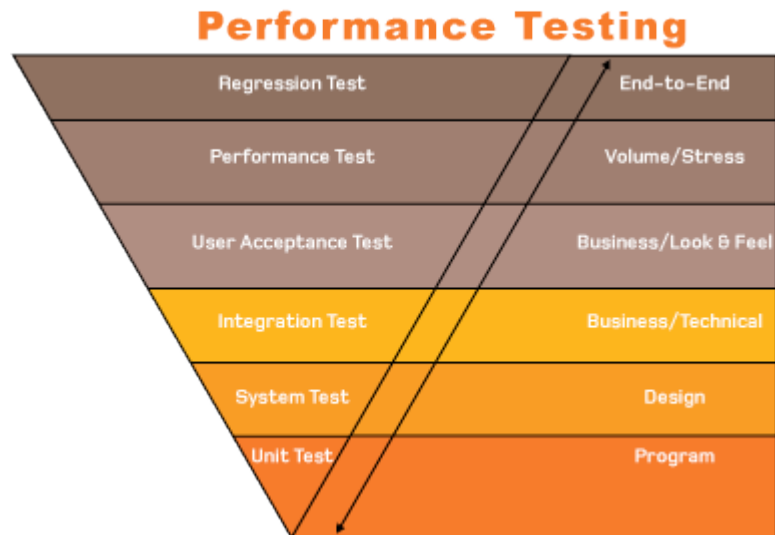 Performance Testing
Regression Test End-to-End
Performance Test Volume/Stress
User Acceptance Test Business/Look & Feel
Integration Test Business/Technical
System Test Design
Unit Test Program